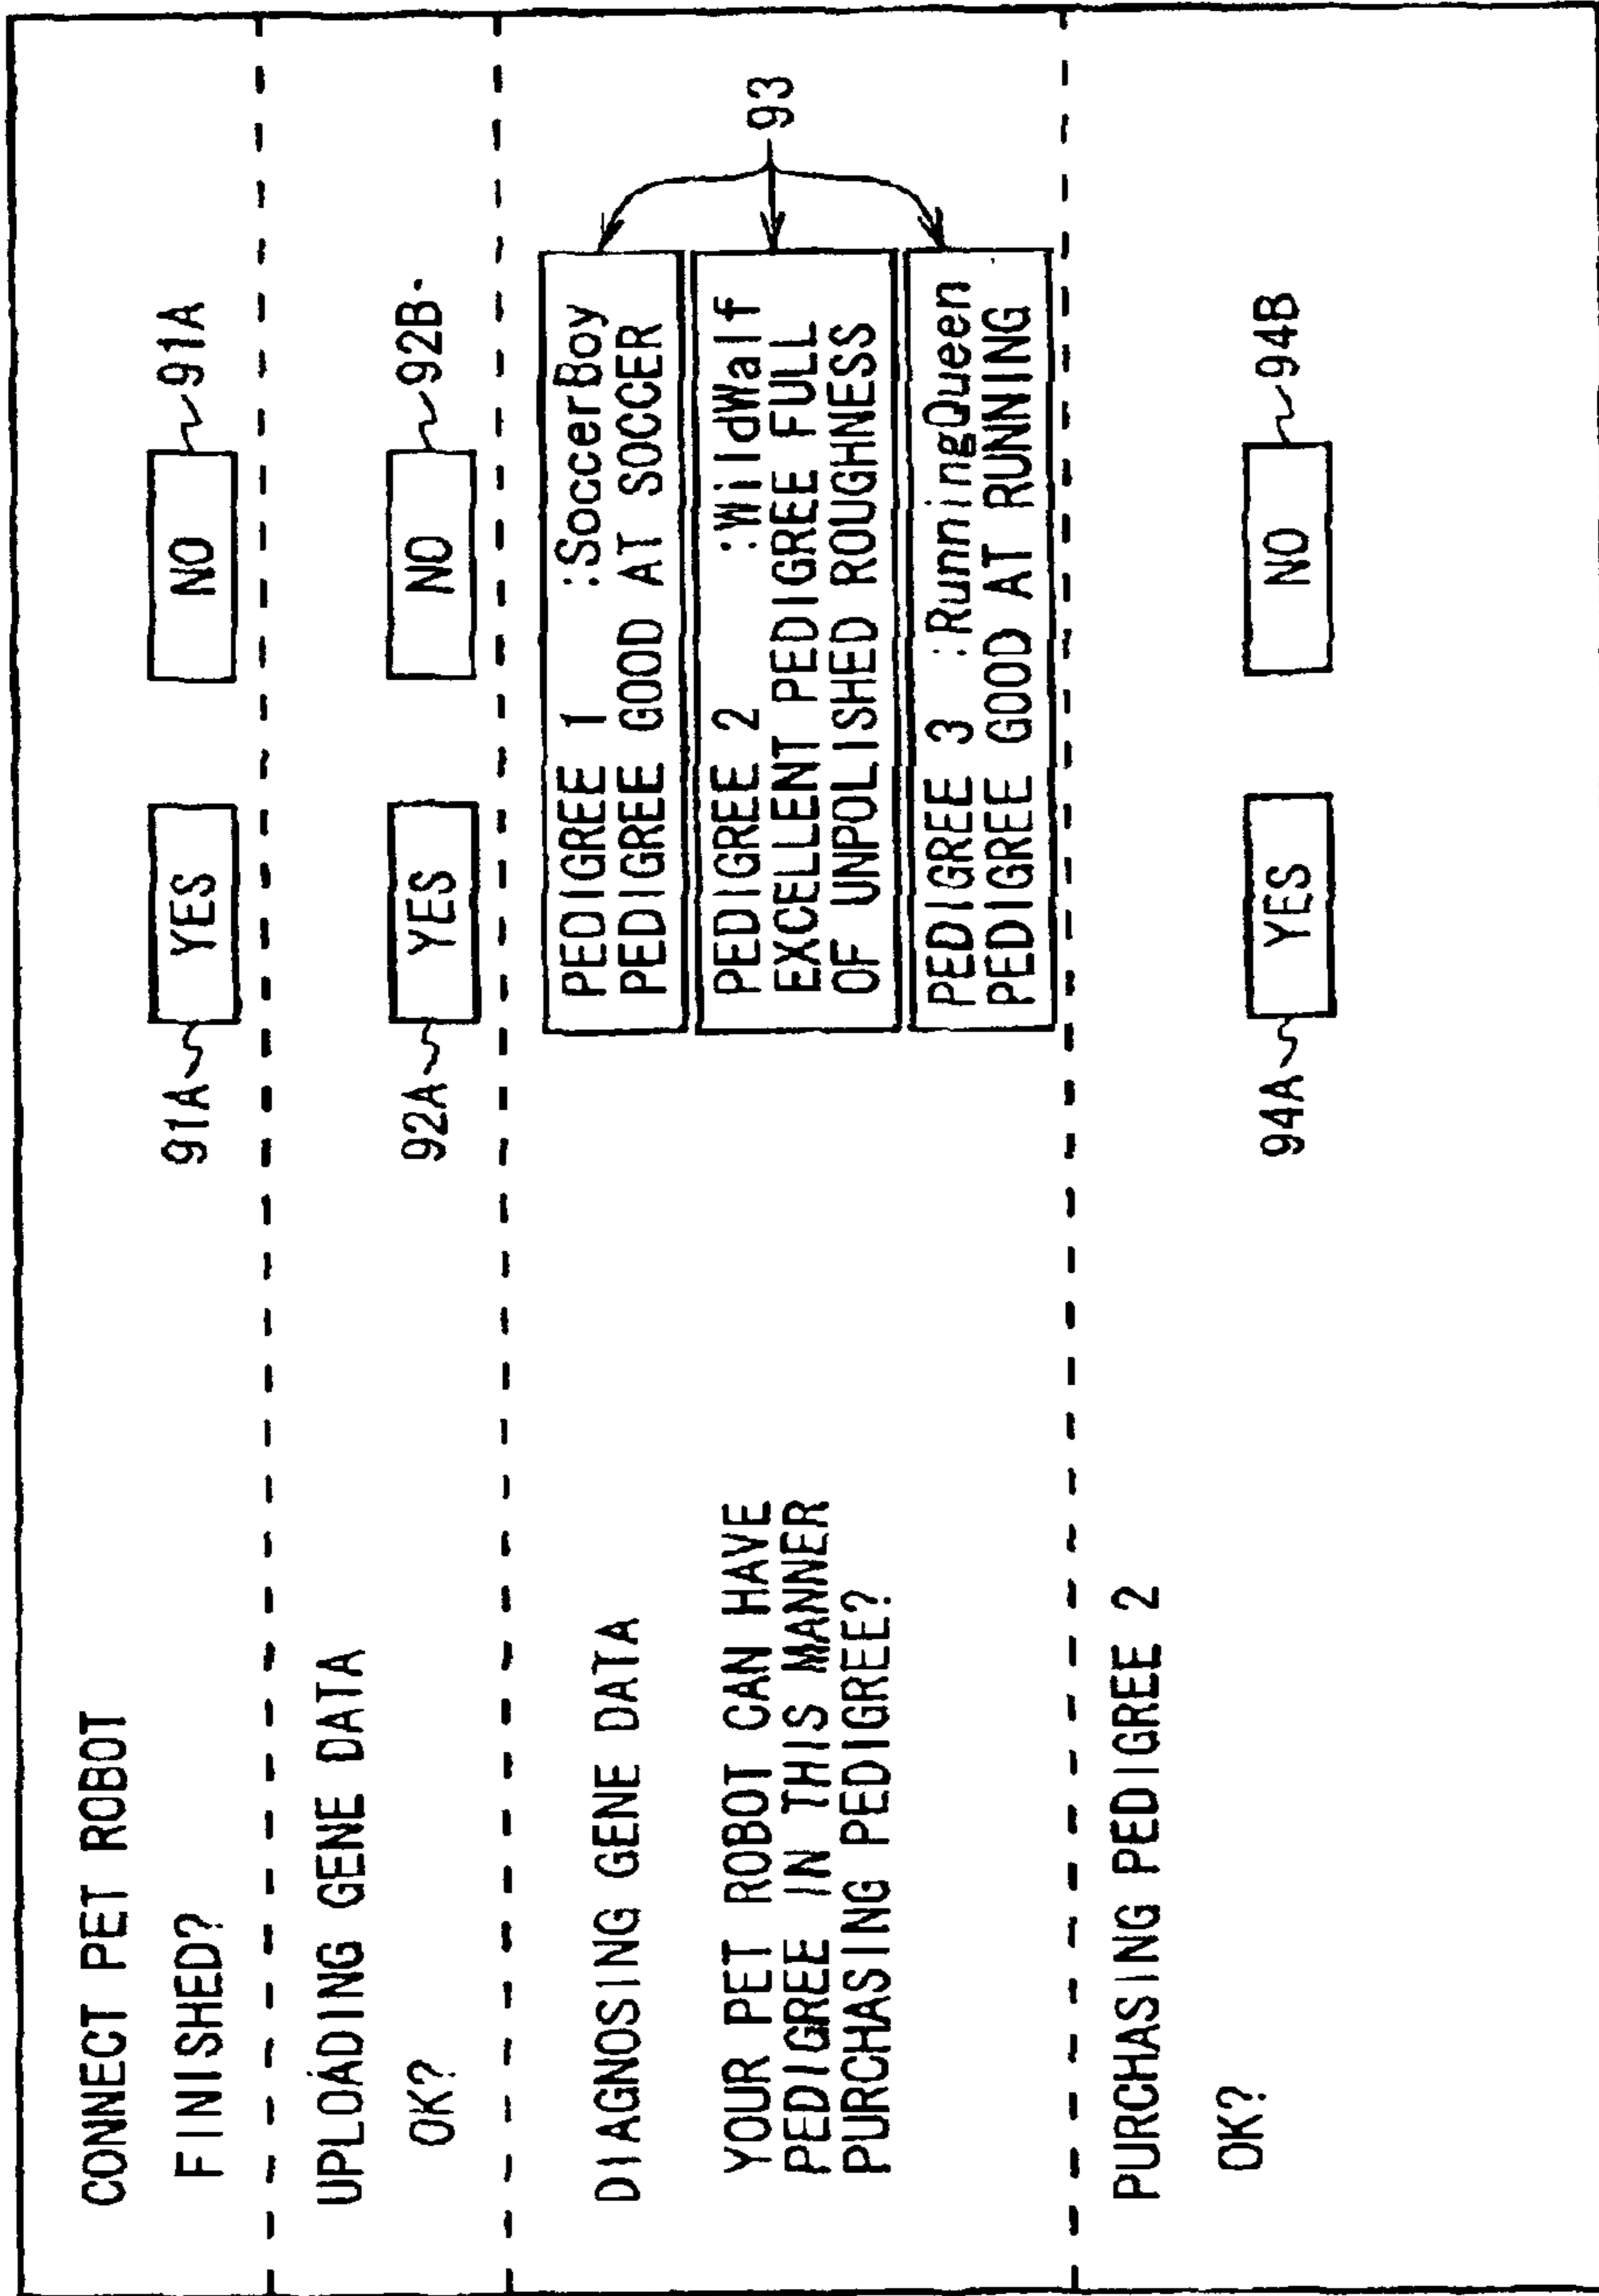 CONNECT PET ROBOT
FINISHED?
91A YES NO 91A
UPLOADING GENE DATA
OK?
92A YES NO 92B
DIAGNOSING GENE DATA
YOUR PET ROBOT CAN HAVE
PEDIGREE IN THIS MANNER
PURCHASING PEDIGREE?
PEDIGREE 1 :SoccerBoy
PEDIGREE GOOD AT SOCCER
PEDIGREE 2 :WildWalf
EXCELLENT PEDIGREE FULL
OF UNPOLISHED ROUGHNESS
PEDIGREE 3 :RunningQueen
PEDIGREE GOOD AT RUNNING
93
PURCHASING PEDIGREE 2
OK?
94A YES NO 94B